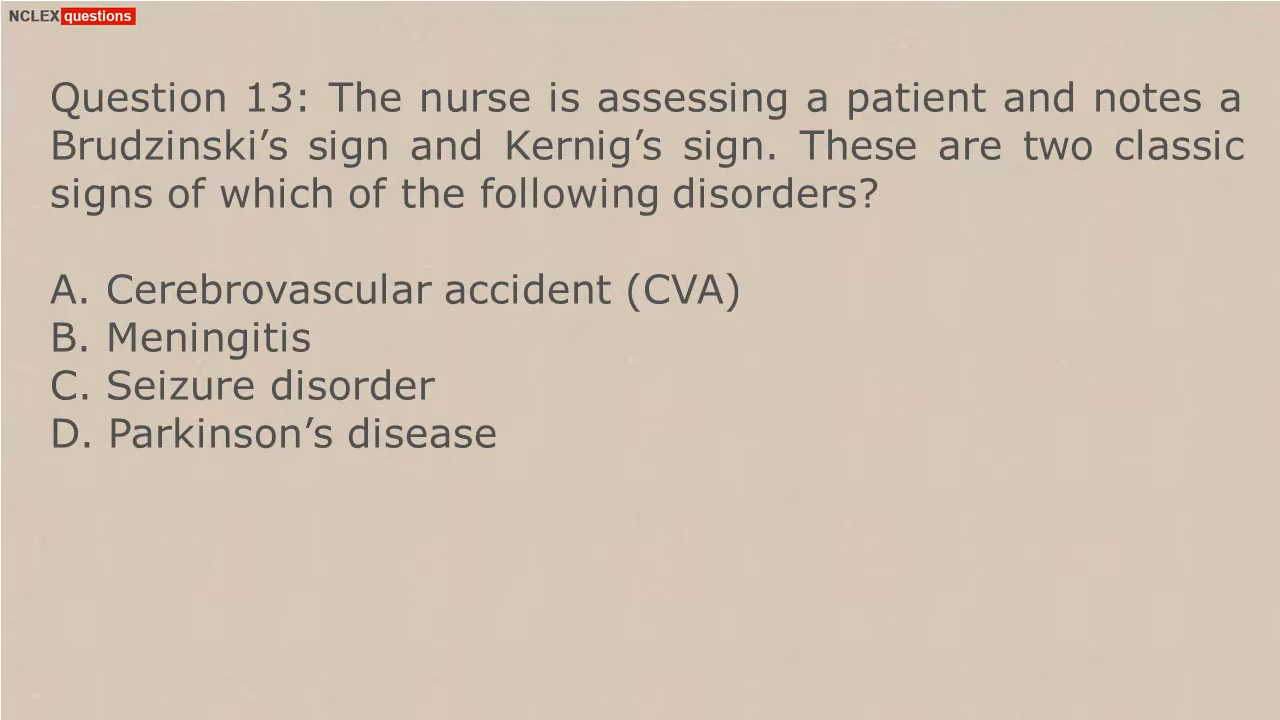 NCLEX questions
Question 13: The nurse is assessing a patient and notes a
Brudzinski’s sign and Kernig’s sign. These are two classic
signs of which of the following disorders?
A. Cerebrovascular accident (CVA)
B. Meningitis
C. Seizure disorder
D. Parkinson’s disease